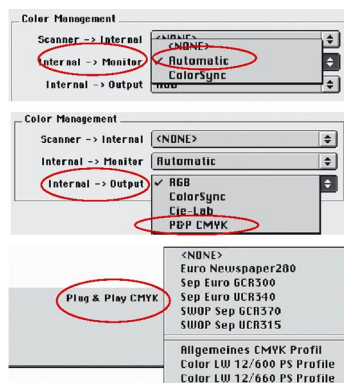 Color Management
Scanner -> Internal <NONE>
<NONE>
Internal -> Monitor ✓ Automatic
ColorSync
Internal -> Output RGB
Color Management
Scanner -> Internal <NONE>
Internal -> Monitor Automatic
Internal -> Output ✓ RGB
ColorSync
Cie-Lab
P&P CMYK
<NONE>
Euro Newspaper280
Sep Euro GCR300
Plug & Play CMYK Sep Euro UCR340
SWOP Sep GCR370
SWOP Sep UCR315
Allgemeines CMYK Profil
Color LW 12/600 PS Profile
Color LW 12/660 PS Profile